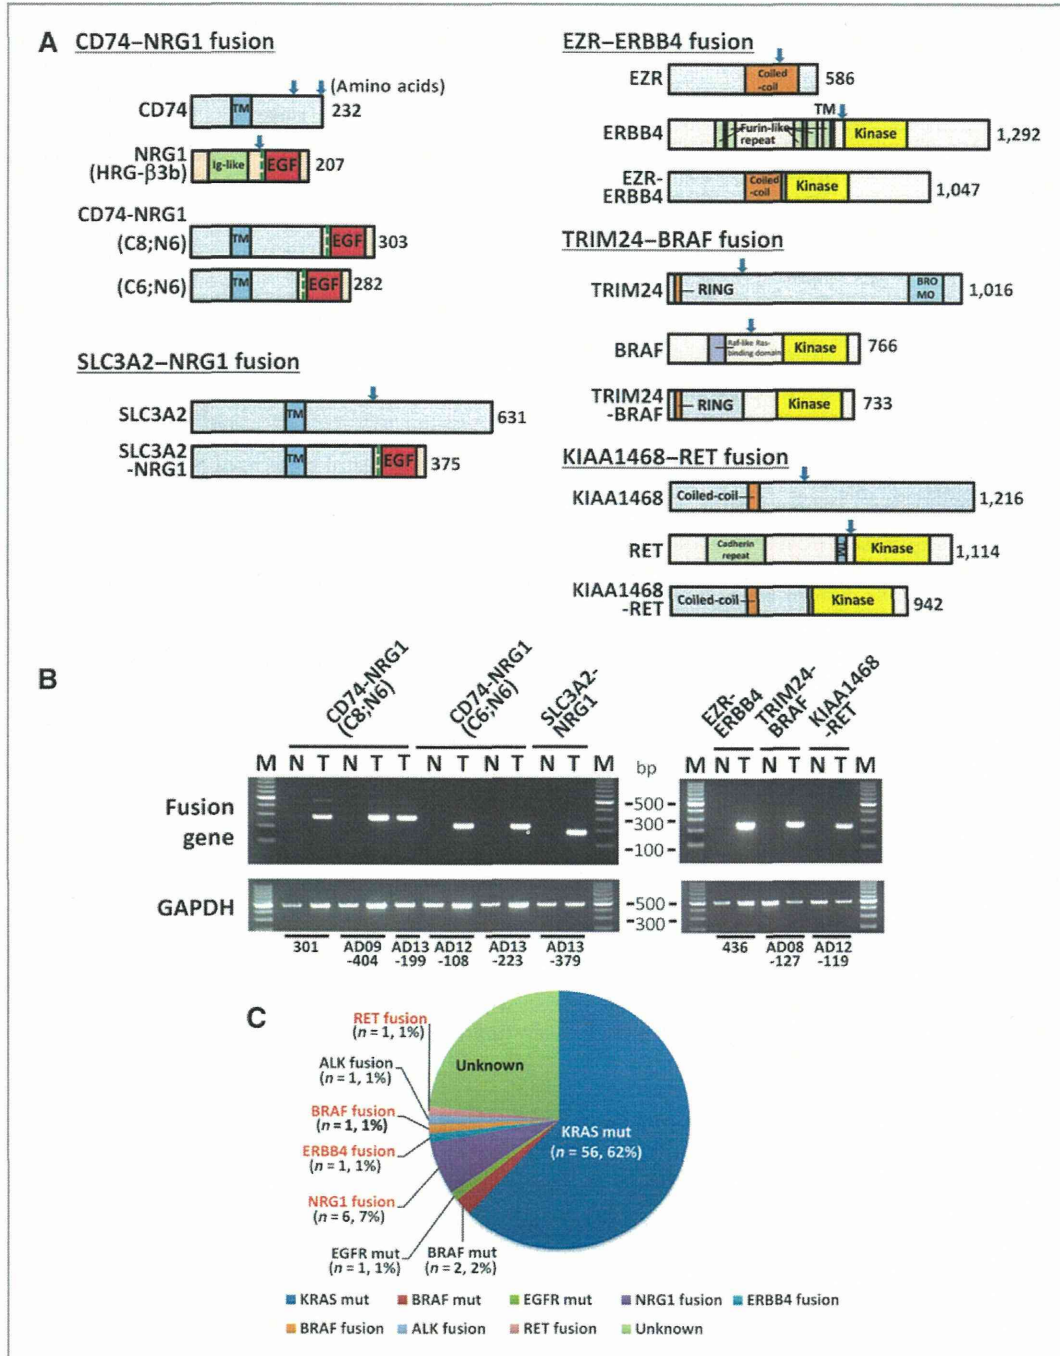 A CD74–NRG1 fusion
(Amino acids)
CD74 TM 232
NRG1
(HRG-β3b) Ig-like EGF 207
CD74-NRG1
(C8;N6) TM EGF 303
(C6;N6) TM EGF 282
SLC3A2–NRG1 fusion
SLC3A2 TM 631
SLC3A2
-NRG1 TM EGF 375
EZR–ERBB4 fusion
EZR Coiled
-coil 586
TM
ERBB4 Furin-like
repeat Kinase 1,292
EZR-
ERBB4 Coiled
-coil Kinase 1,047
TRIM24–BRAF fusion
TRIM24 RING BRO
MO 1,016
BRAF Raf-like Ras-
binding domain Kinase 766
TRIM24
-BRAF RING Kinase 733
KIAA1468–RET fusion
KIAA1468 Coiled-coil 1,216
RET Cadherin
repeat TM Kinase 1,114
KIAA1468
-RET Coiled-coil Kinase 942
B
CD74-NRG1
(C8;N6)
CD74-NRG1
(C6;N6)
SLC3A2-
NRG1
EZR-
ERBB4
TRIM24-
BRAF
KIAA1468
-RET
M N T N T T N T N T N T M bp M N T N T N T M
Fusion
gene
-500-
-300-
-100-
GAPDH
-500-
-300-
301 AD09
-404 AD13
-199 AD12
-108 AD13
-223 AD13
-379 436 AD08
-127 AD12
-119
C
RET fusion
(n = 1, 1%)
ALK fusion
(n = 1, 1%)
BRAF fusion
(n = 1, 1%)
ERBB4 fusion
(n = 1, 1%)
NRG1 fusion
(n = 6, 7%)
EGFR mut
(n = 1, 1%)
BRAF mut
(n = 2, 2%)
Unknown
KRAS mut
(n = 56, 62%)
KRAS mut BRAF mut EGFR mut NRG1 fusion ERBB4 fusion
BRAF fusion ALK fusion RET fusion Unknown